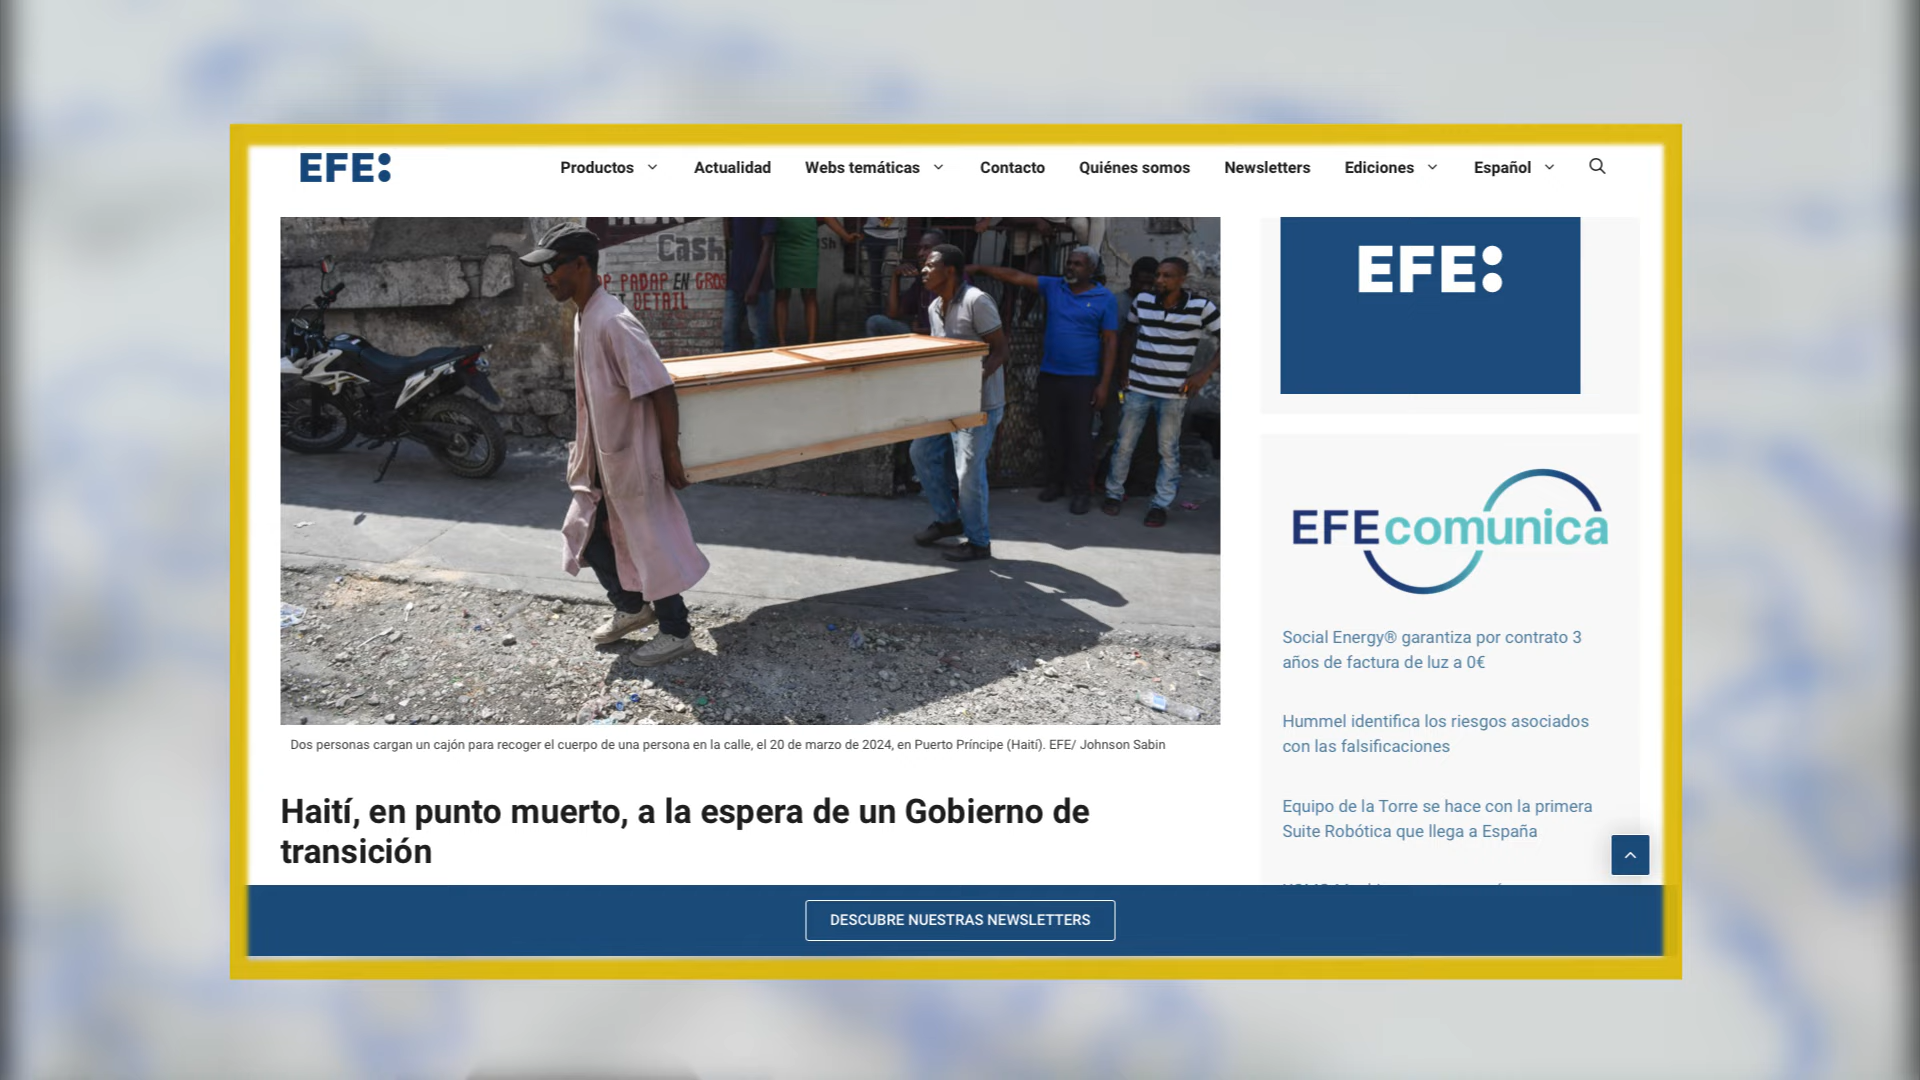 EFE:
Productos Actualidad Webs temáticas Contacto Quiénes somos Newsletters Ediciones Español
Cash
PADAP EN GROS
DETAIL
EFE:
EFEcomunica
Social Energy® garantiza por contrato 3
años de factura de luz a 0€
Hummel identifica los riesgos asociados
con las falsificaciones
Equipo de la Torre se hace con la primera
Suite Robótica que llega a España
Dos personas cargan un cajón para recoger el cuerpo de una persona en la calle, el 20 de marzo de 2024, en Puerto Príncipe (Haití). EFE/ Johnson Sabin
Haití, en punto muerto, a la espera de un Gobierno de
transición
DESCUBRE NUESTRAS NEWSLETTERS